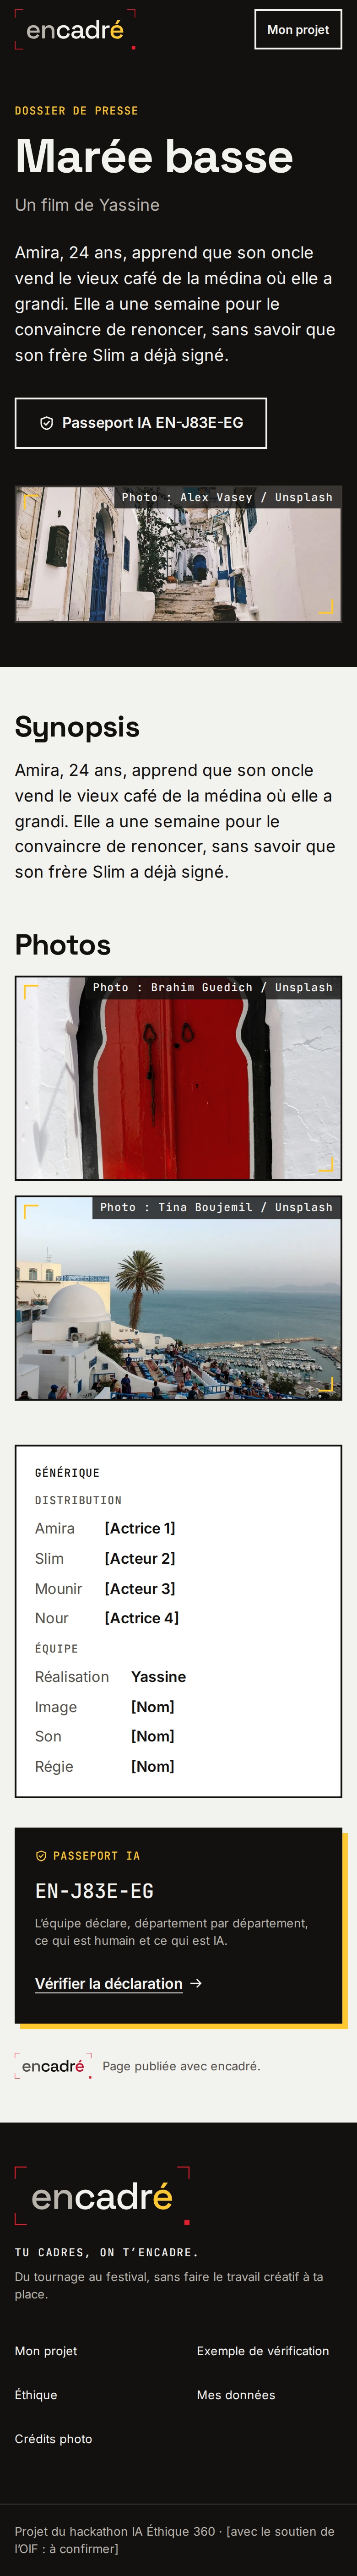 encadré
Mon projet
DOSSIER DE PRESSE
Marée basse
Un film de Yassine
Amira, 24 ans, apprend que son oncle
vend le vieux café de la médina où elle a
grandi. Elle a une semaine pour le
convaincre de renoncer, sans savoir que
son frère Slim a déjà signé.
Passeport IA EN-J83E-EG
Photo : Alex Vasey / Unsplash
Synopsis
Amira, 24 ans, apprend que son oncle
vend le vieux café de la médina où elle a
grandi. Elle a une semaine pour le
convaincre de renoncer, sans savoir que
son frère Slim a déjà signé.
Photos
Photo : Brahim Guedich / Unsplash
Photo : Tina Boujemil / Unsplash
GÉNÉRIQUE
DISTRIBUTION
Amira [Actrice 1]
Slim [Acteur 2]
Mounir [Acteur 3]
Nour [Actrice 4]
ÉQUIPE
Réalisation Yassine
Image [Nom]
Son [Nom]
Régie [Nom]
PASSEPORT IA
EN-J83E-EG
L’équipe déclare, département par département,
ce qui est humain et ce qui est IA.
Vérifier la déclaration →
encadré Page publiée avec encadré.
encadré
TU CADRES, ON T’ENCADRE.
Du tournage au festival, sans faire le travail créatif à ta
place.
Mon projet Exemple de vérification
Éthique Mes données
Crédits photo
Projet du hackathon IA Éthique 360 · [avec le soutien de
l’OIF : à confirmer]